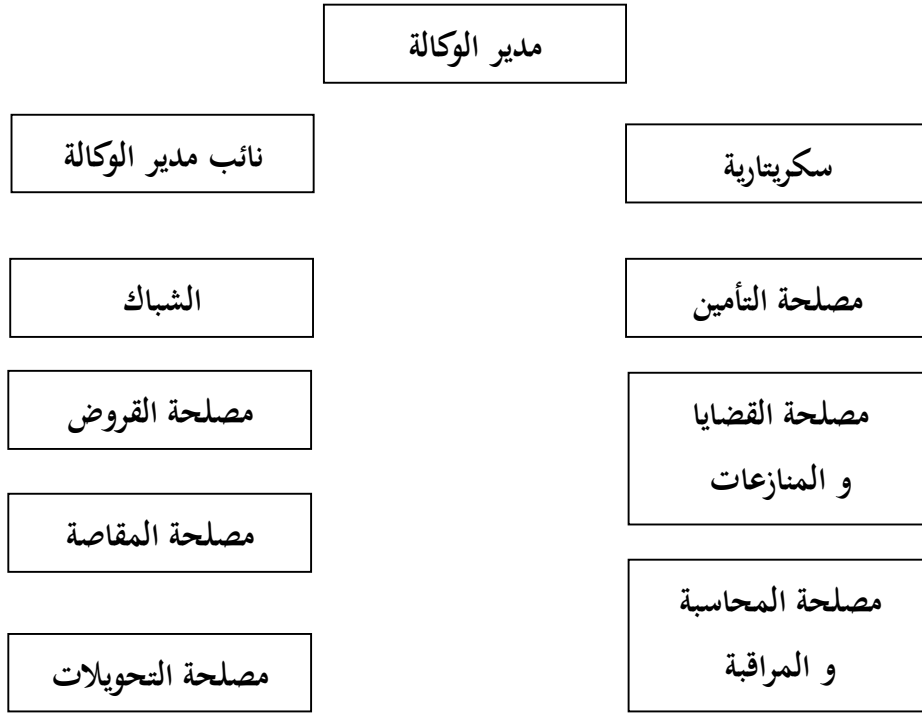 مدير الوكالة
سكريتارية
نائب مدير الوكالة
مصلحة التأمين
الشباك
مصلحة القضايا
و المنازعات
مصلحة القروض
مصلحة المقاصة
مصلحة المحاسبة
و المراقبة
مصلحة التحويلات